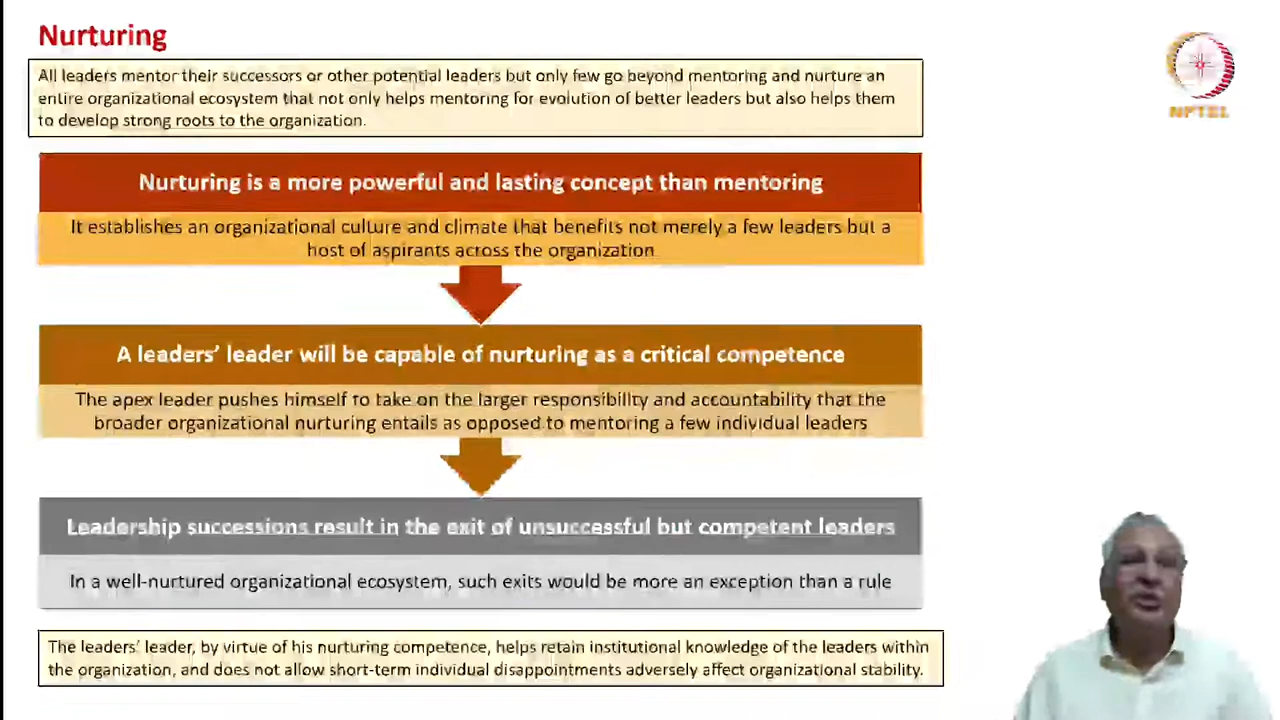 Nurturing
All leaders mentor their successors or other potential leaders but only few go beyond mentoring and nurture an
entire organizational ecosystem that not only helps mentoring for evolution of better leaders but also helps them
to develop strong roots to the organization.
Nurturing is a more powerful and lasting concept than mentoring
It establishes an organizational culture and climate that benefits not merely a few leaders but a
host of aspirants across the organization
A leaders’ leader will be capable of nurturing as a critical competence
The apex leader pushes himself to take on the larger responsibility and accountability that the
broader organizational nurturing entails as opposed to mentoring a few individual leaders
Leadership successions result in the exit of unsuccessful but competent leaders
In a well-nurtured organizational ecosystem, such exits would be more an exception than a rule
The leaders’ leader, by virtue of his nurturing competence, helps retain institutional knowledge of the leaders within
the organization, and does not allow short-term individual disappointments adversely affect organizational stability.
NPTEL